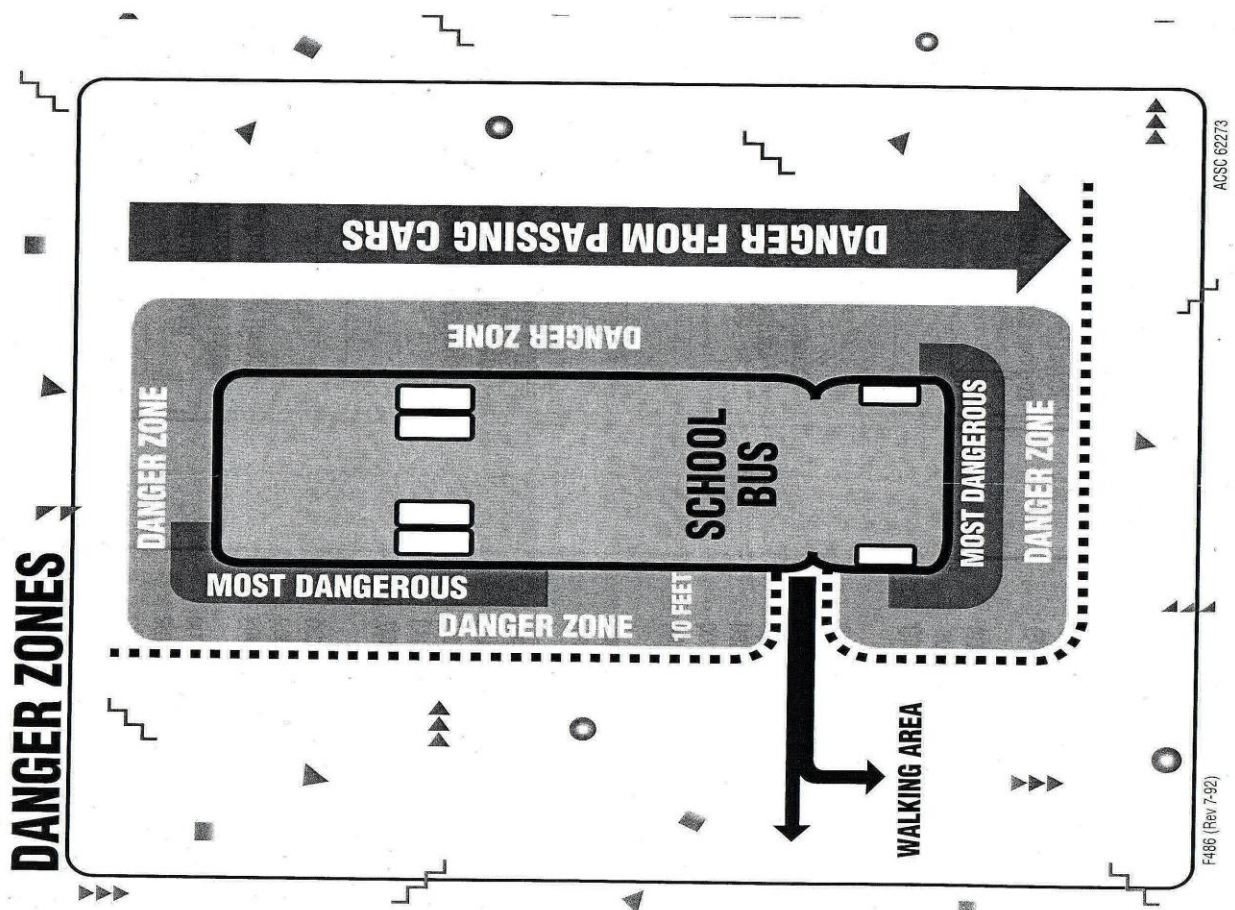 DANGER ZONES
DANGER FROM PASSING CARS
DANGER ZONE
DANGER ZONE
SCHOOL
BUS
MOST DANGEROUS
DANGER ZONE
MOST DANGEROUS
DANGER ZONE
10 FEET
WALKING AREA
F486 (Rev 7-92)
ACSC 62273